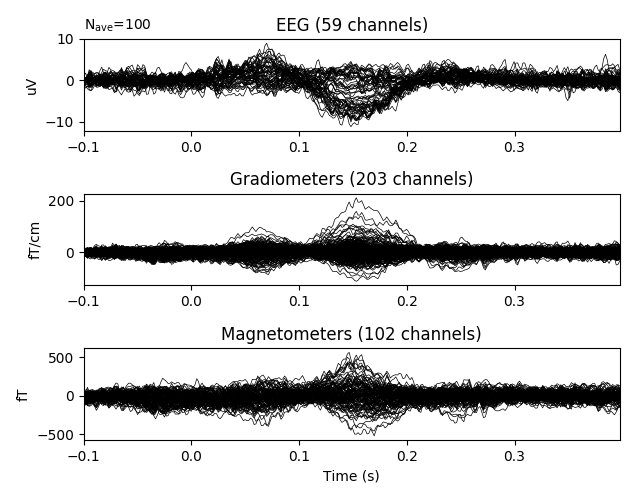 N_ave=100
EEG (59 channels)
10
0
−10
uV
−0.1 0.0 0.1 0.2 0.3
Gradiometers (203 channels)
200
0
fT/cm
−0.1 0.0 0.1 0.2 0.3
Magnetometers (102 channels)
500
0
−500
fT
−0.1 0.0 0.1 0.2 0.3
Time (s)